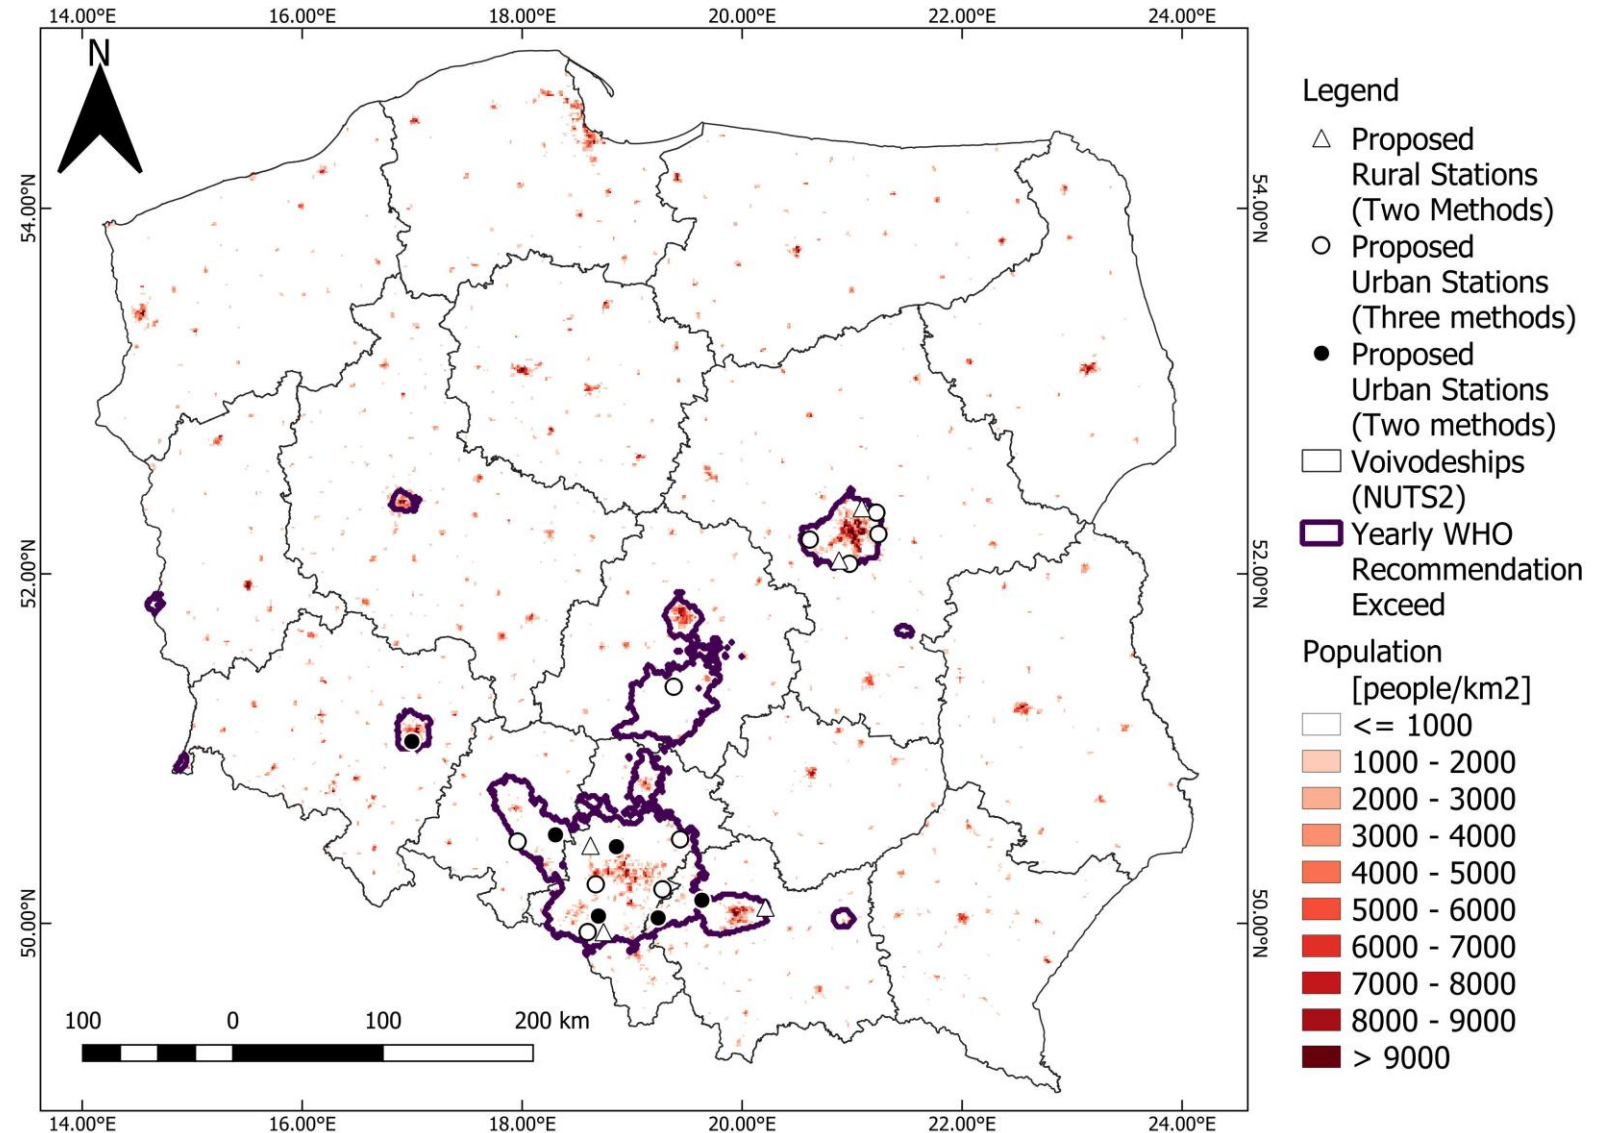 14.00°E 16.00°E 18.00°E 20.00°E 22.00°E 24.00°E
N
54.00°N
52.00°N
50.00°N
54.00°N
52.00°N
50.00°N
100 0 100 200 km
14.00°E 16.00°E 18.00°E 20.00°E 22.00°E 24.00°E
Legend
Proposed
Rural Stations
(Two Methods)
Proposed
Urban Stations
(Three methods)
Proposed
Urban Stations
(Two methods)
Voivodeships
(NUTS2)
Yearly WHO
Recommendation
Exceed
Population
[people/km2]
<= 1000
1000 - 2000
2000 - 3000
3000 - 4000
4000 - 5000
5000 - 6000
6000 - 7000
7000 - 8000
8000 - 9000
> 9000